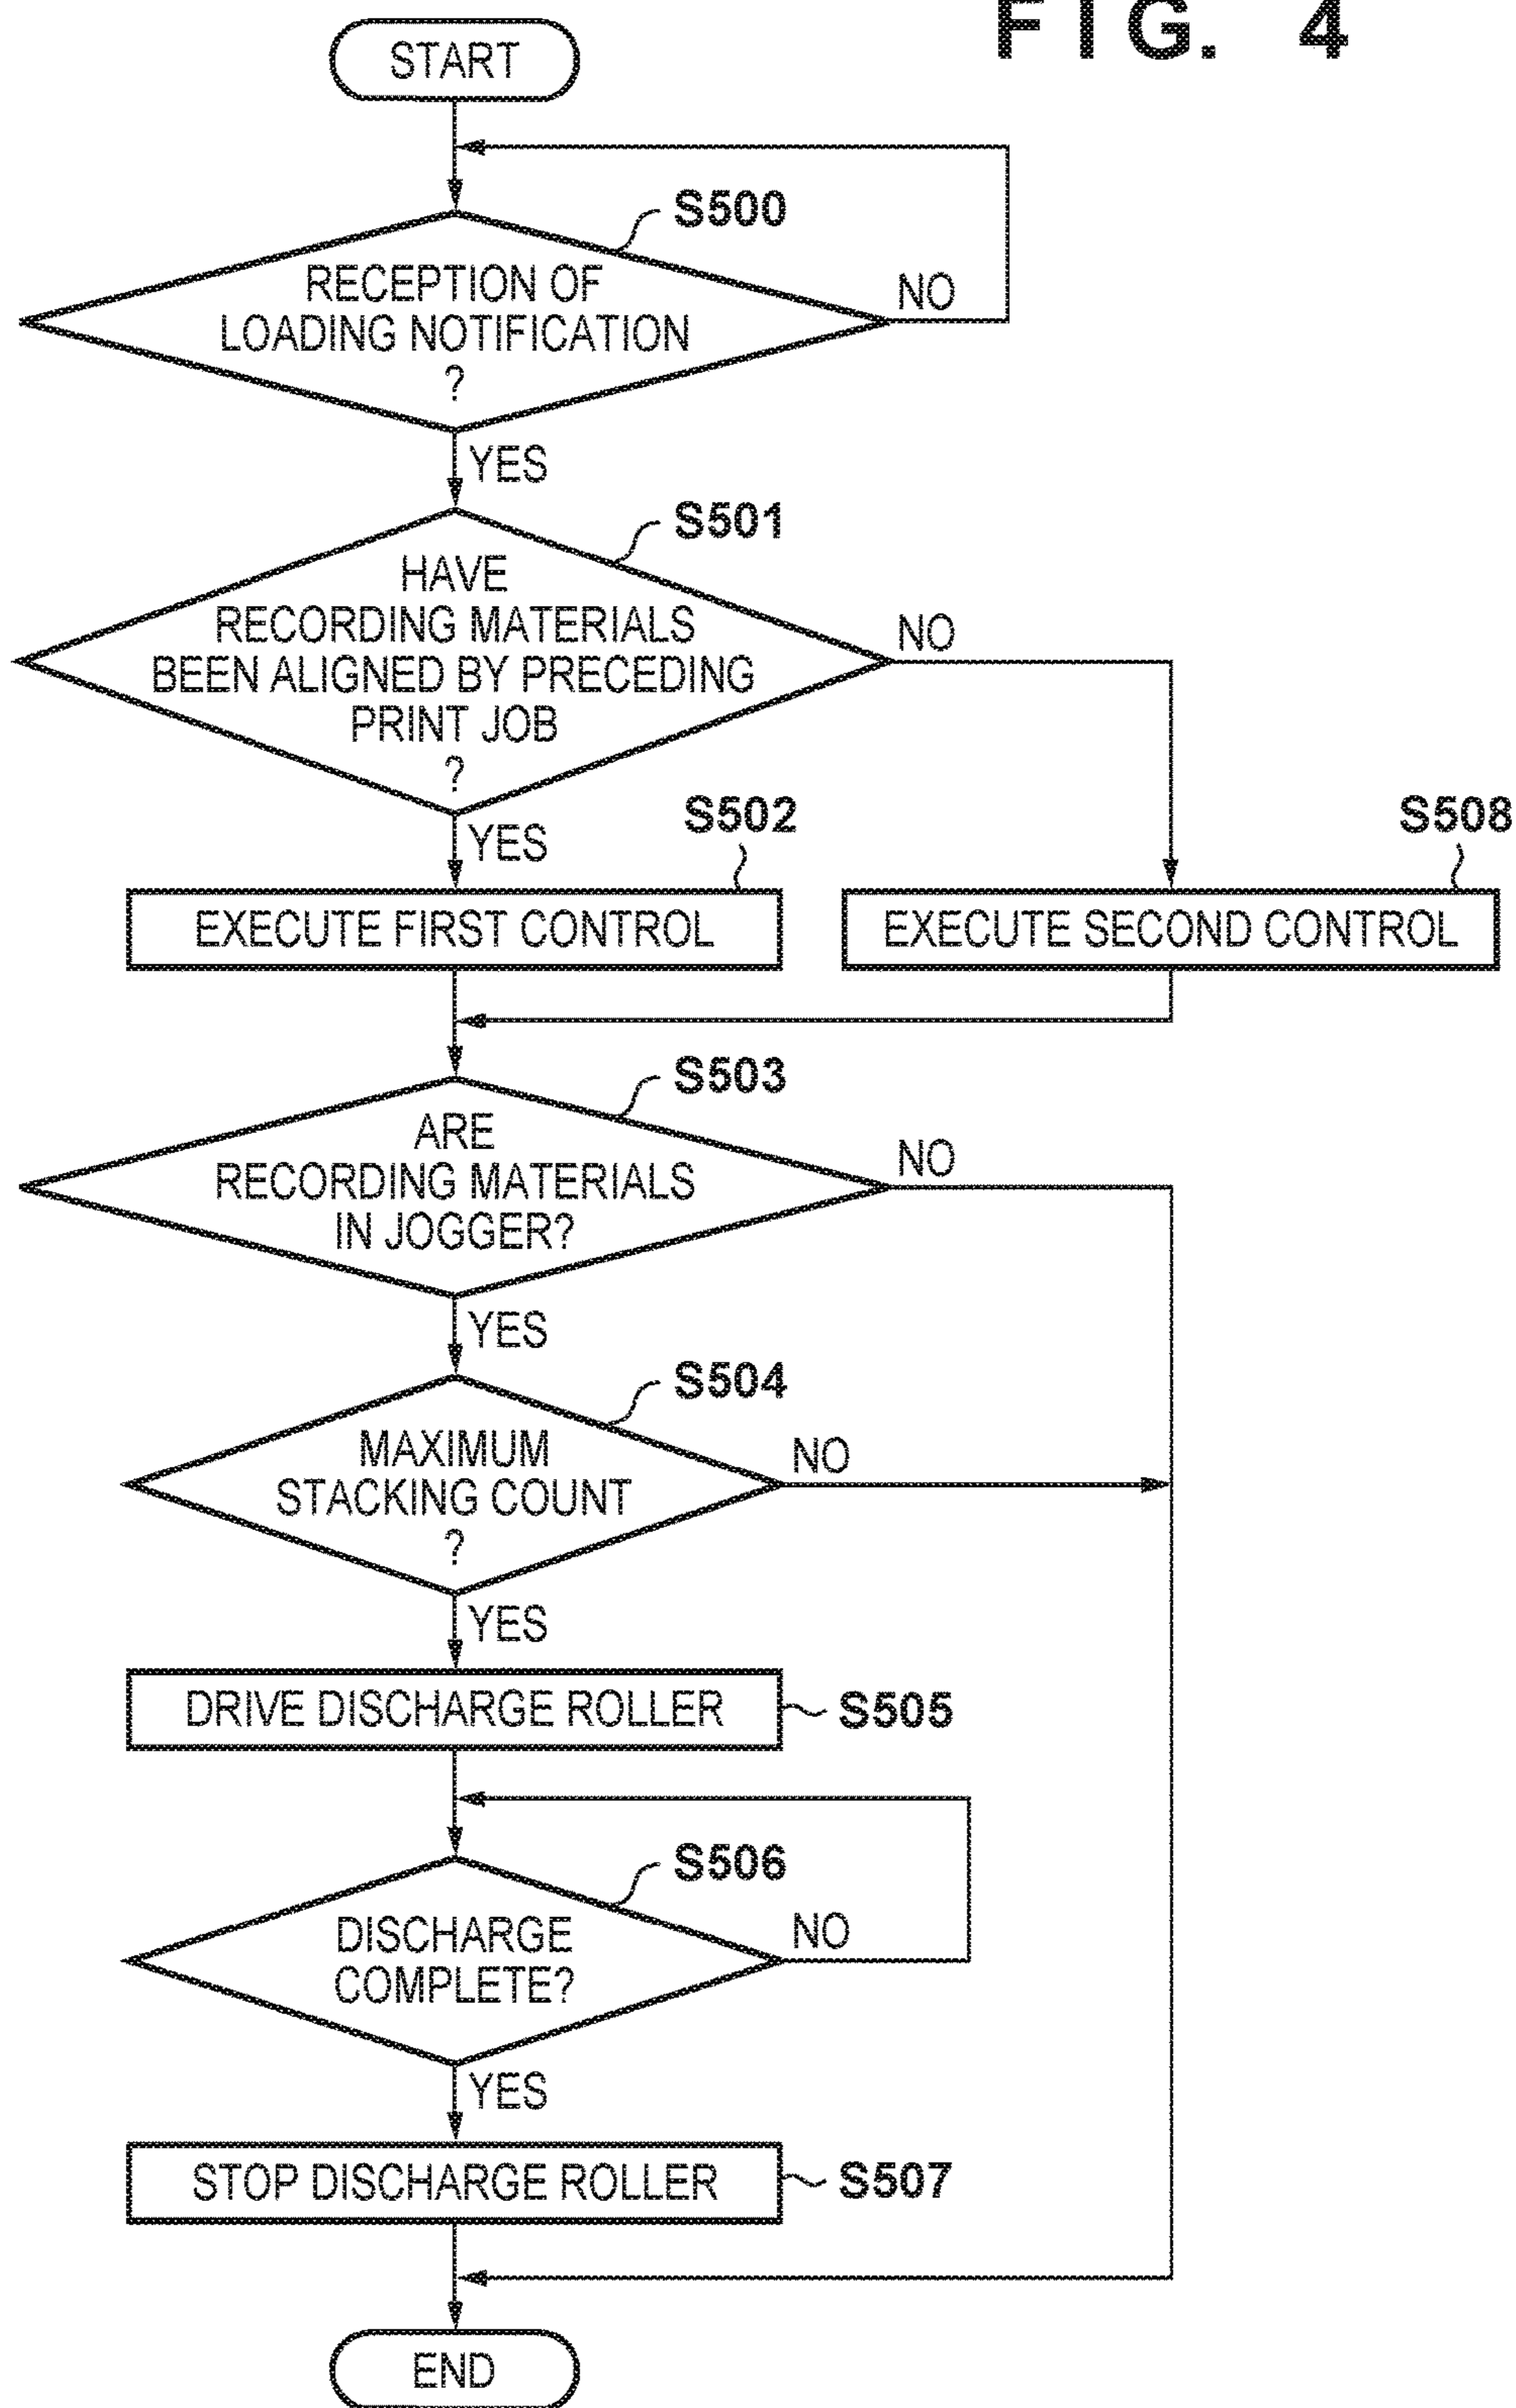 FIG. 4
START
S500
RECEPTION OF
LOADING NOTIFICATION
?
NO
YES
S501
HAVE
RECORDING MATERIALS
BEEN ALIGNED BY PRECEDING
PRINT JOB
?
NO
YES
S502
EXECUTE FIRST CONTROL
S508
EXECUTE SECOND CONTROL
S503
ARE
RECORDING MATERIALS
IN JOGGER?
NO
YES
S504
MAXIMUM
STACKING COUNT
?
NO
YES
DRIVE DISCHARGE ROLLER
S505
S506
DISCHARGE
COMPLETE?
NO
YES
STOP DISCHARGE ROLLER
S507
END